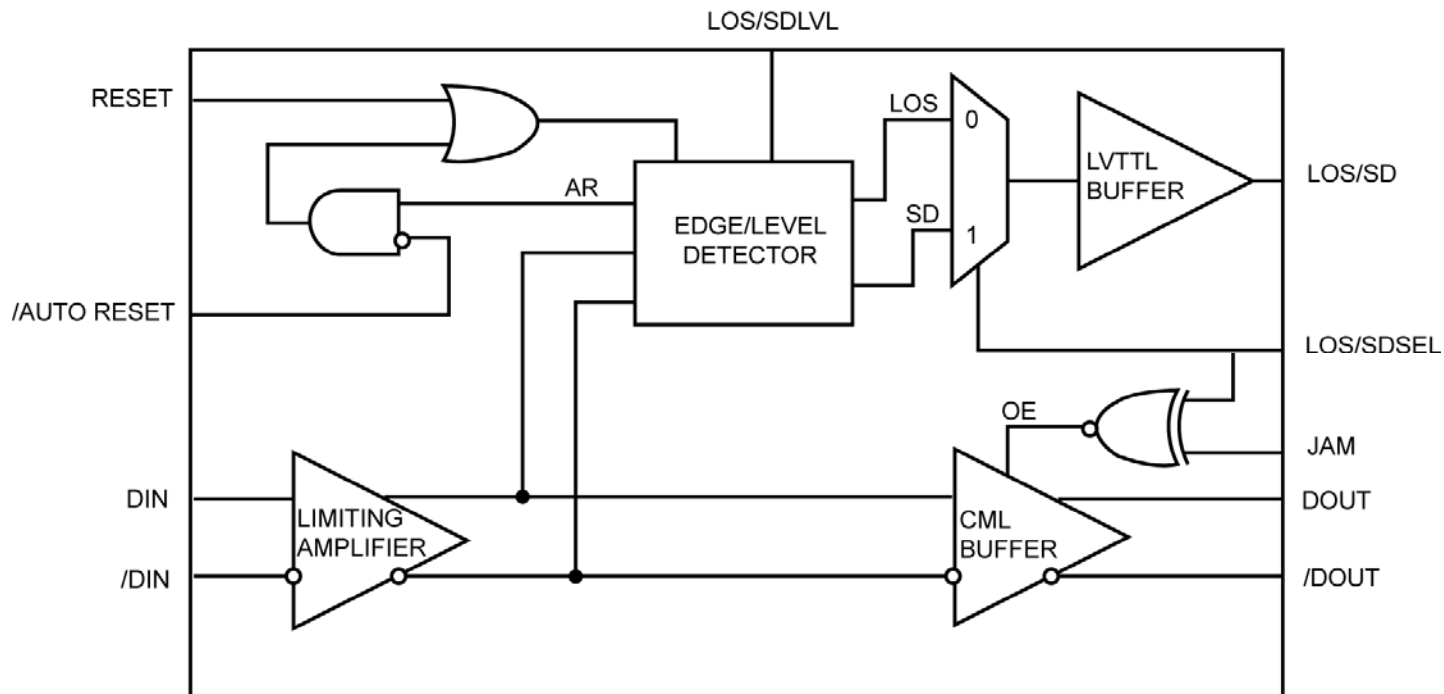 LOS/SDLVL
RESET
LOS
0
LVTTL
BUFFER
LOS/SD
AR
EDGE/LEVEL
DETECTOR
SD
1
/AUTO RESET
LOS/SDSEL
OE
JAM
DIN
LIMITING
AMPLIFIER
CML
BUFFER
DOUT
/DIN
/DOUT